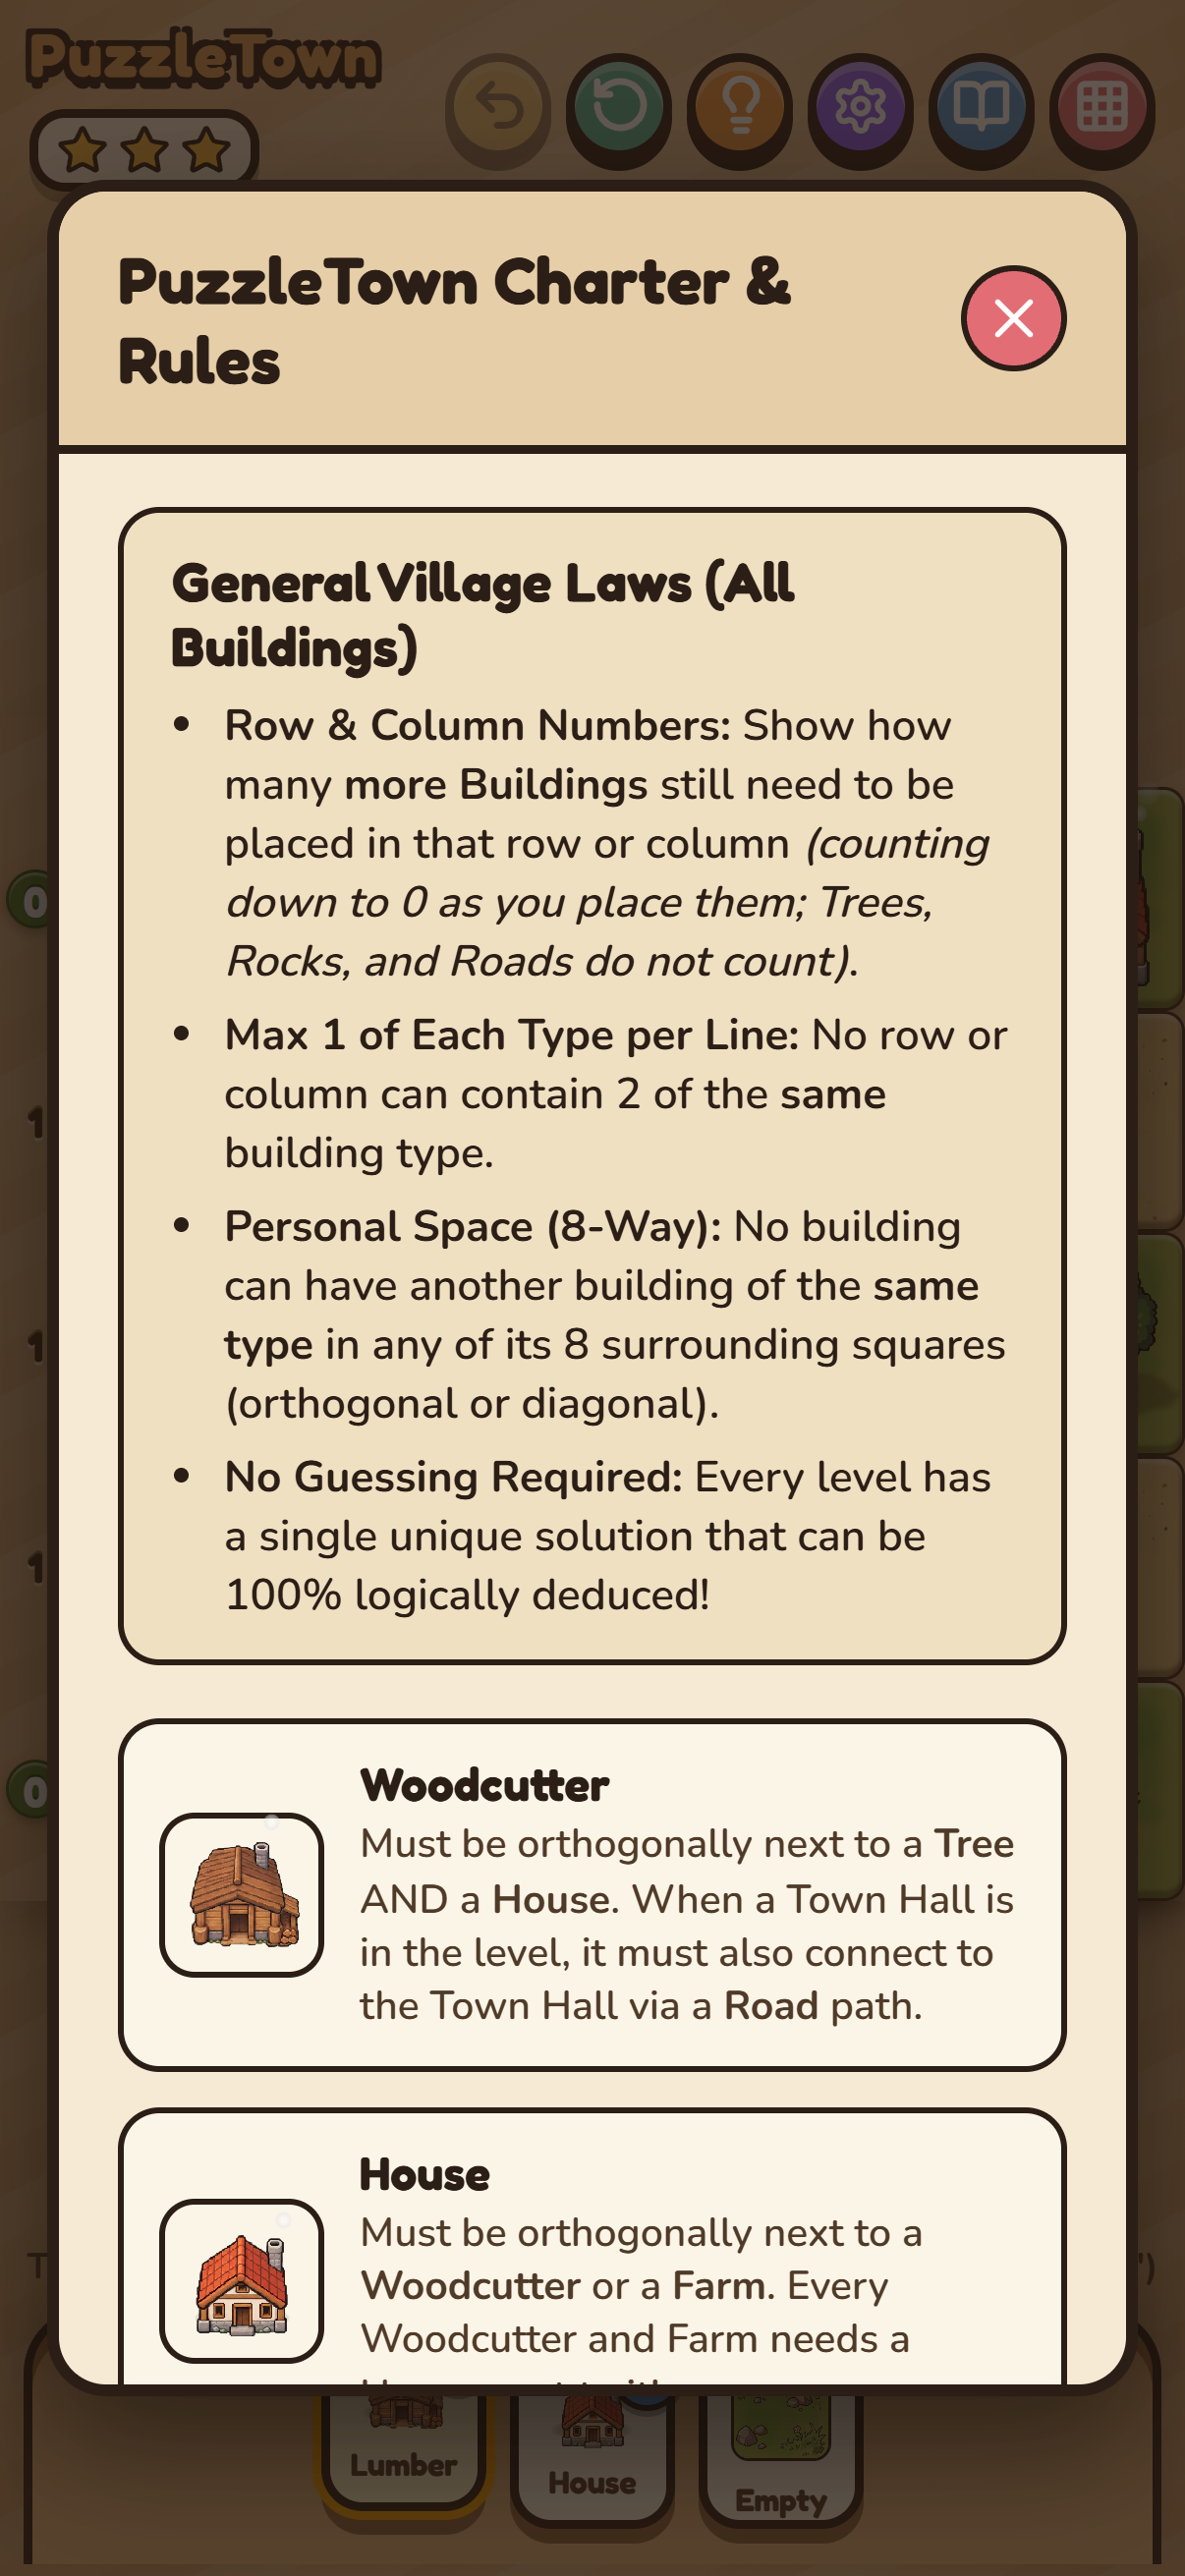 PuzzleTown
PuzzleTown Charter &
Rules
General Village Laws (All
Buildings)
• Row & Column Numbers: Show how
many more Buildings still need to be
placed in that row or column (counting
down to 0 as you place them; Trees,
Rocks, and Roads do not count).
• Max 1 of Each Type per Line: No row or
column can contain 2 of the same
building type.
• Personal Space (8-Way): No building
can have another building of the same
type in any of its 8 surrounding squares
(orthogonal or diagonal).
• No Guessing Required: Every level has
a single unique solution that can be
100% logically deduced!
0
1
1
1
0
Woodcutter
Must be orthogonally next to a Tree
AND a House. When a Town Hall is
in the level, it must also connect to
the Town Hall via a Road path.
House
Must be orthogonally next to a
Woodcutter or a Farm. Every
Woodcutter and Farm needs a
Lumber
House
Empty